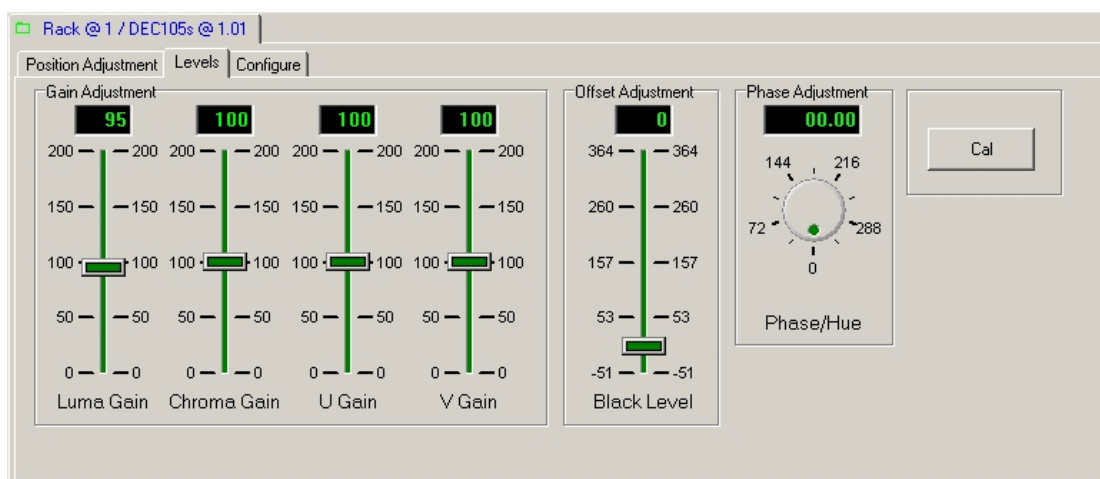 Rack @ 1 / DEC105s @ 1.01
Position Adjustment Levels Configure
Gain Adjustment Offset Adjustment Phase Adjustment
95 100 100 100 0 00.00
Cal
200 200 200 200 200 200 200 200 364 364 144 216
150 150 150 150 150 150 150 150 260 260 72 288
100 100 100 100 100 100 100 100 157 157 0
50 50 50 50 50 50 50 50 53 53 Phase/Hue
0 0 0 0 0 0 0 0 -51 -51
Luma Gain Chroma Gain U Gain V Gain Black Level